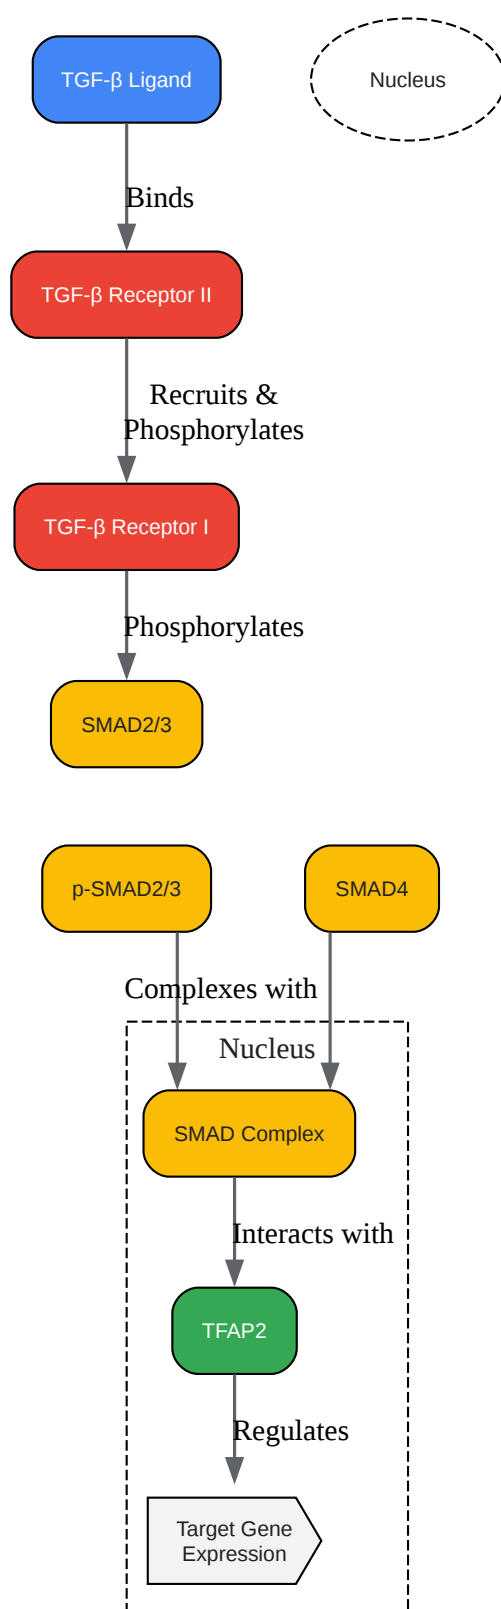 TGF-β Ligand
Nucleus
Binds
TGF-β Receptor II
Recruits &
Phosphorylates
TGF-β Receptor I
Phosphorylates
SMAD2/3
p-SMAD2/3
SMAD4
Complexes with
Nucleus
SMAD Complex
Interacts with
TFAP2
Regulates
Target Gene
Expression